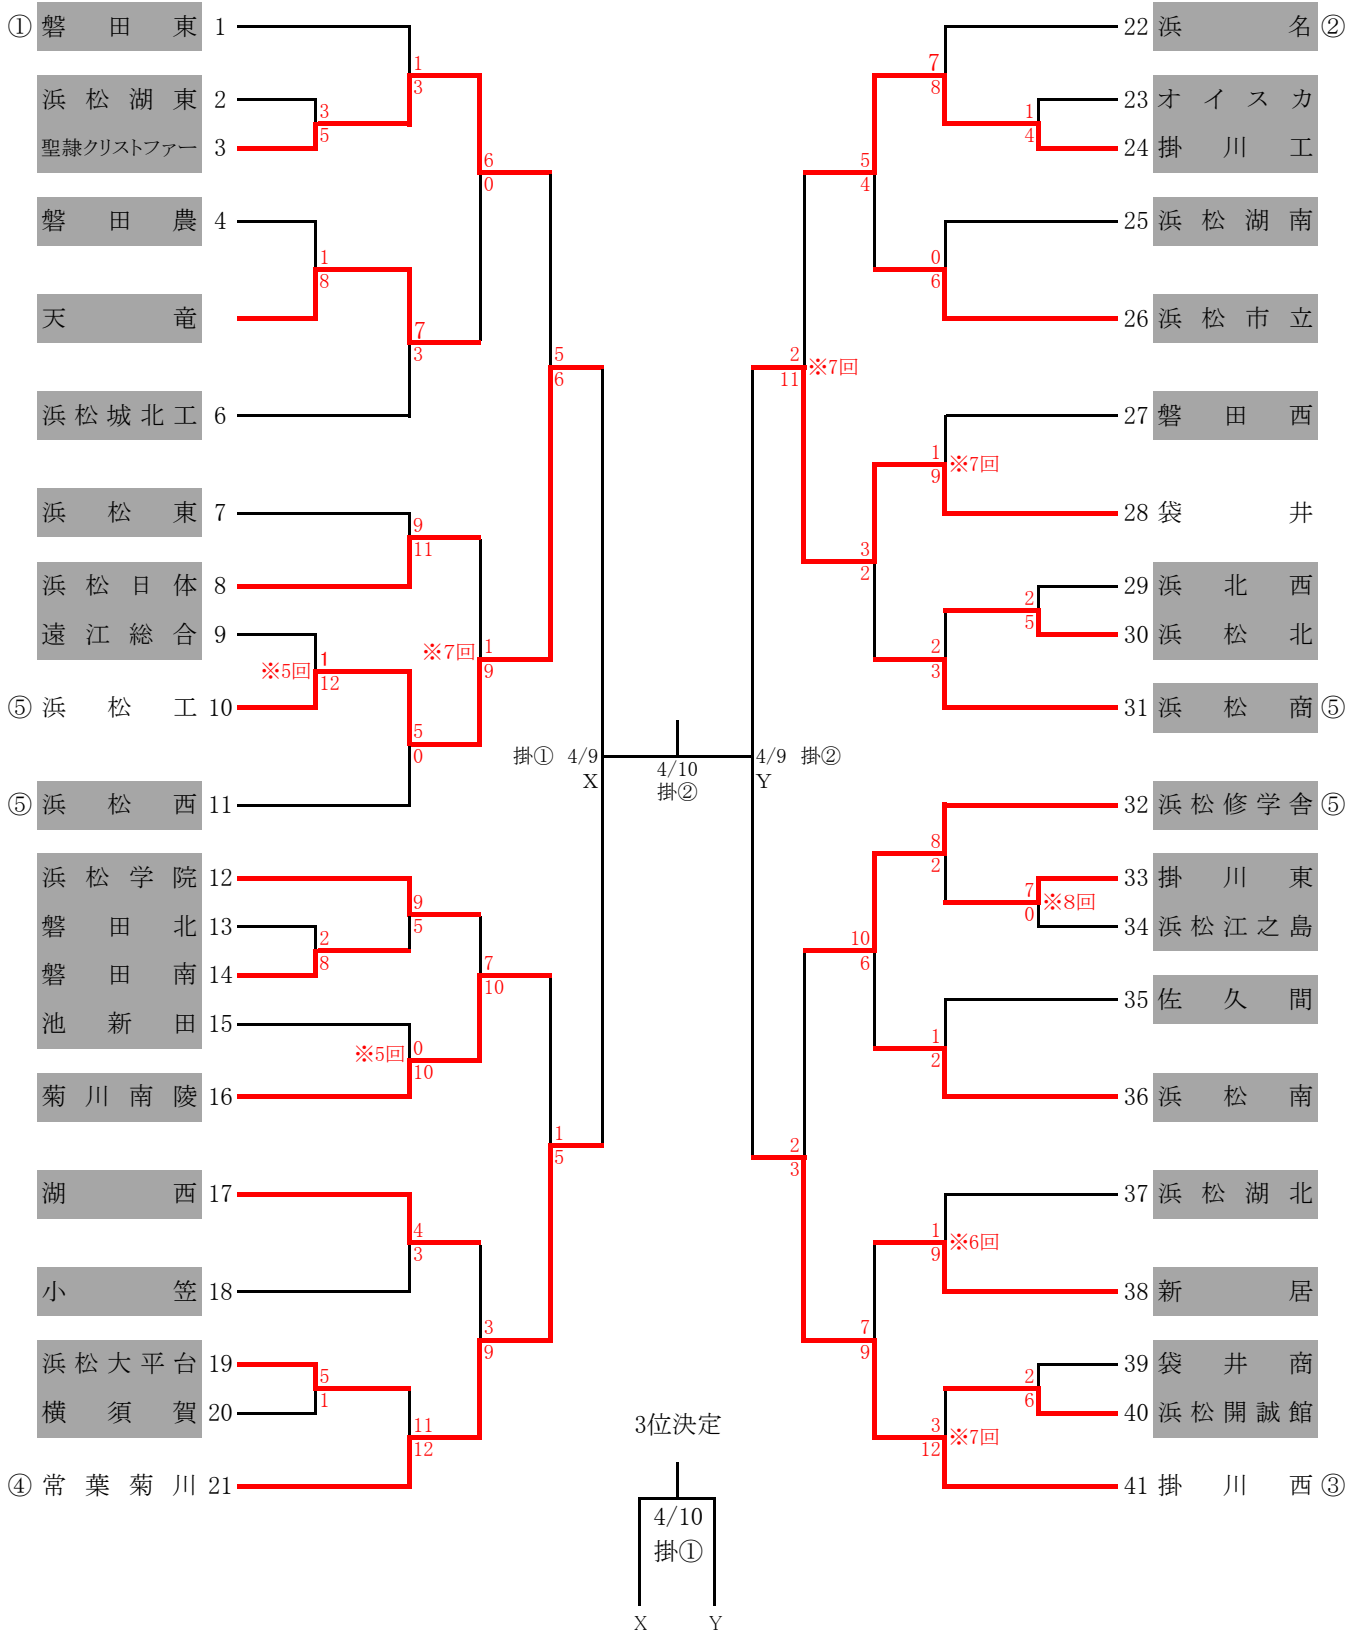 ① 磐田東 1
浜松湖東 2
聖隷クリストファー 3
磐田農 4
天竜
浜松城北工 6
浜松東 7
浜松日体 8
遠江総合 9
⑤ 浜松工 10
⑤ 浜松西 11
浜松学院 12
磐田北 13
磐田南 14
池新田 15
菊川南陵 16
湖西 17
小笠 18
浜松大平台 19
横須賀 20
④ 常葉菊川 21
1
3
3
5
6
0
1
8
7
3
5
6
9
11
※7回 1
9
※5回 1
12
5
0
9
5
2
8
7
10
※5回 0
10
1
5
4
3
3
9
5
1
11
12
掛① 4/9
X
4/10
掛②
4/9 掛②
Y
3位決定
4/10
掛①
X Y
7
8
1
4
5
4
0
6
2
11 ※7回
1
9 ※7回
3
2
2
5
2
3
8
2
7
0 ※8回
10
6
1
2
2
3
1
9 ※6回
7
9
2
6
3
12 ※7回
22 浜名 ②
23 オイスカ
24 掛川工
25 浜松湖南
26 浜松市立
27 磐田西
28 袋井
29 浜北西
30 浜松北
31 浜松商 ⑤
32 浜松修学舎 ⑤
33 掛川東
34 浜松江之島
35 佐久間
36 浜松南
37 浜松湖北
38 新居
39 袋井商
40 浜松開誠館
41 掛川西 ③